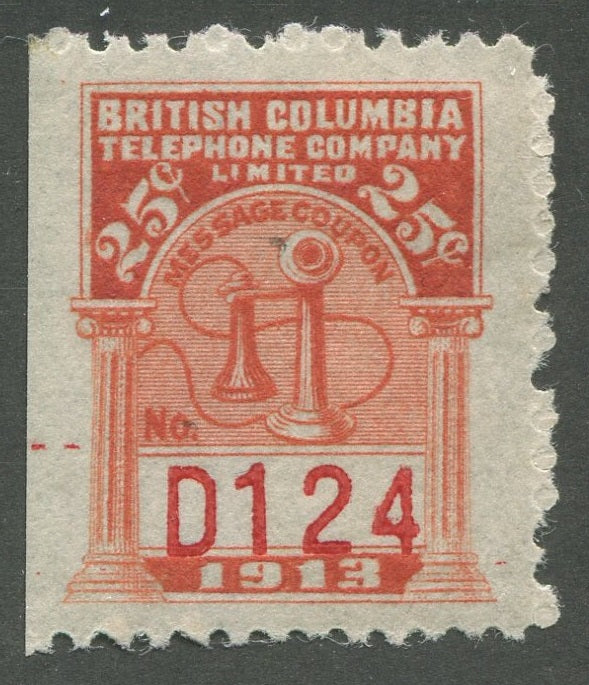 BRITISH COLUMBIA
TELEPHONE COMPANY
LIMITED
25¢ 25¢
MESSAGE COUPON
No.
D124
1913